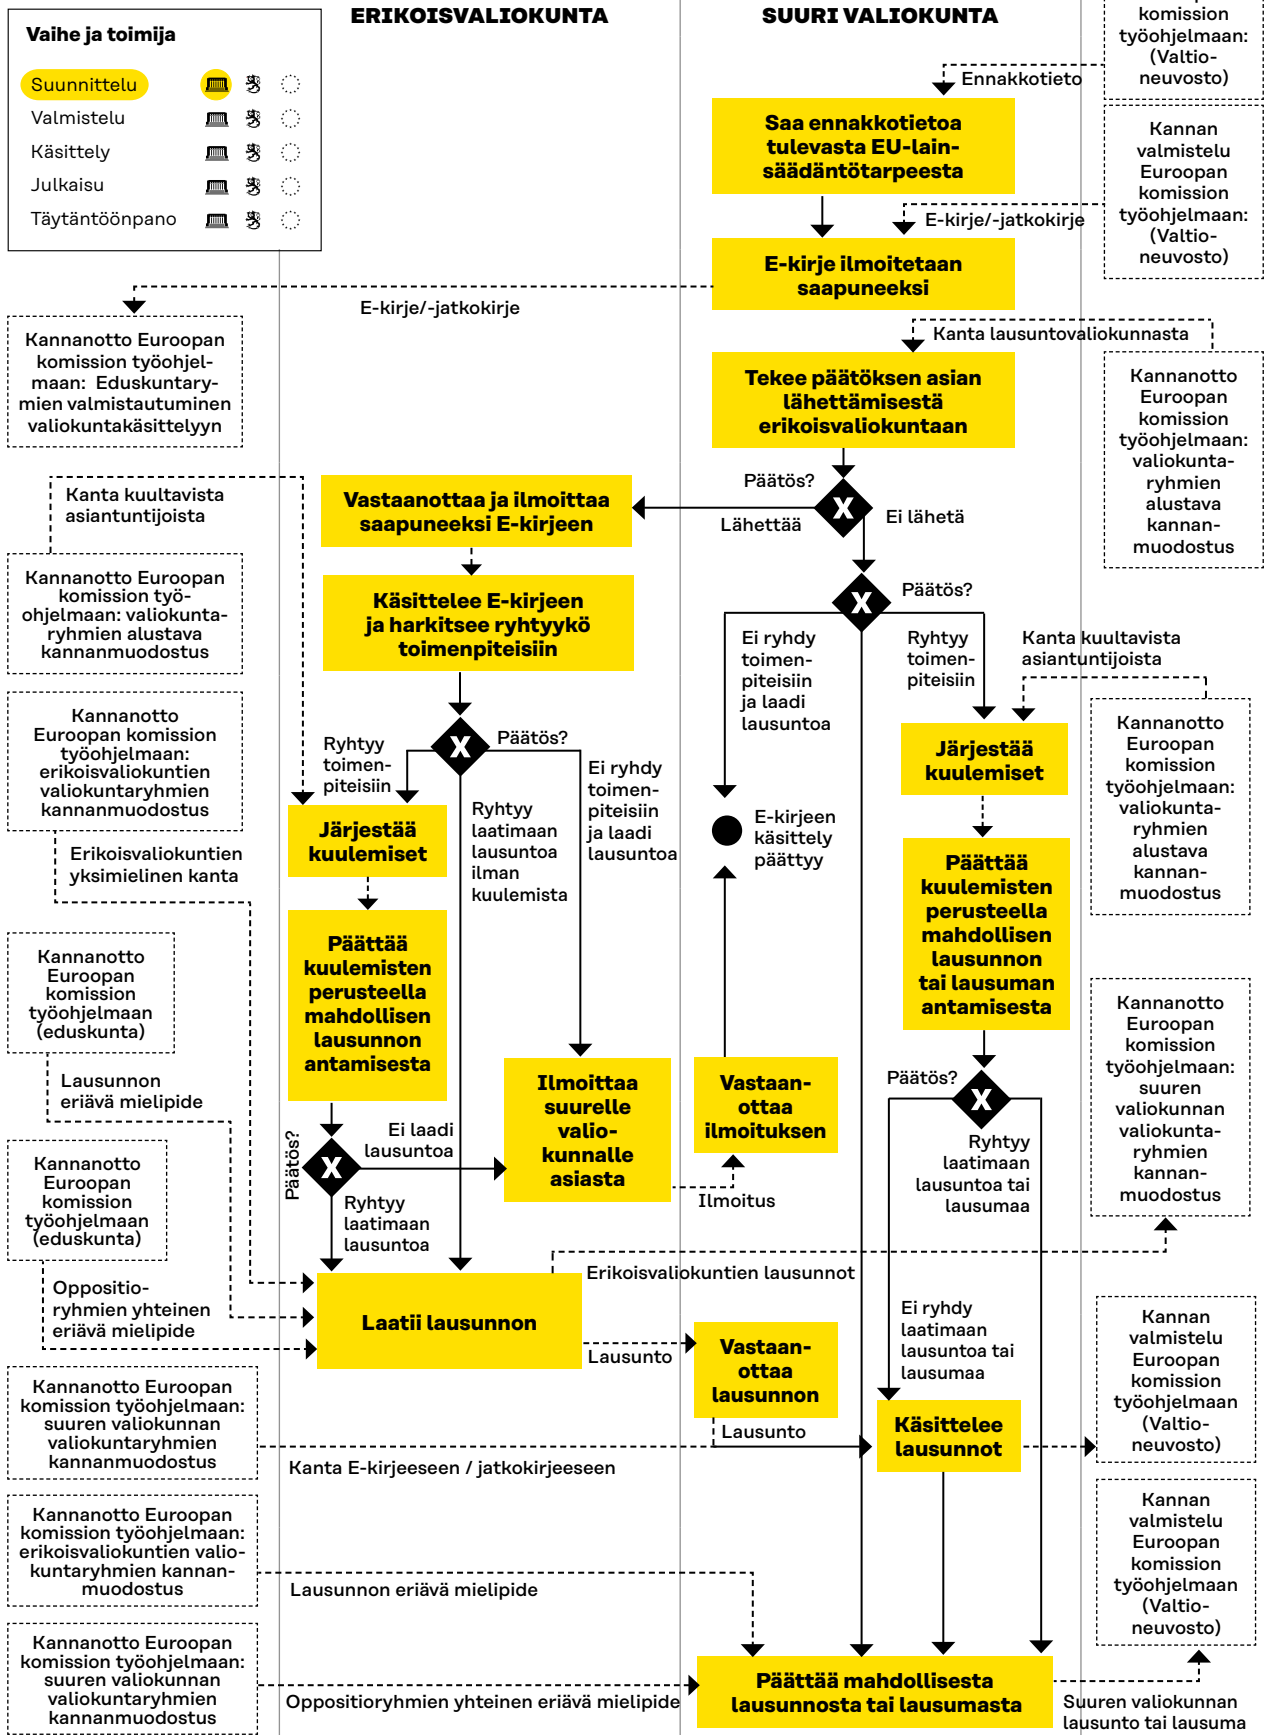 ERIKOISVALIOKUNTA
SUURI VALIOKUNTA
Vaihe ja toimija
Suunnittelu
Valmistelu
Käsittely
Julkaisu
Täytäntöönpano
komission
työohjelmaan:
(Valtio-
neuvosto)
Ennakkotieto
Saa ennakkotietoa
tulevasta EU-lain-
säädäntötarpeesta
Kannan
valmistelu
Euroopan
komission
työohjelmaan:
(Valtio-
neuvosto)
E-kirje/-jatkokirje
E-kirje ilmoitetaan
saapuneeksi
E-kirje/-jatkokirje
Kannanotto Euroopan
komission työohjel-
maan: Eduskuntary-
mien valmistautuminen
valiokuntakäsittelyyn
Kanta lausuntovaliokunnasta
Tekee päätöksen asian
lähettämisestä
erikoisvaliokuntaan
Kannanotto
Euroopan
komission
työohjelmaan:
valiokunta-
ryhmien
alustava
kannan-
muodostus
Päätös?
X
Lähettää
Ei lähetä
Kanta kuultavista
asiantuntijoista
Vastaanottaa ja ilmoittaa
saapuneeksi E-kirjeen
Kannanotto Euroopan
komission työ-
ohjelmaan: valiokunta-
ryhmien alustava
kannanmuodostus
Käsittelee E-kirjeen
ja harkitsee ryhtyykö
toimenpiteisiin
Päätös?
X
Ei ryhdy
toimen-
piteisiin
ja laadi
lausuntoa
Ryhtyy
toimen-
piteisiin
Kanta kuultavista
asiantuntijoista
Kannanotto
Euroopan komission
työohjelmaan:
erikoisvaliokuntien
valiokuntaryhmien
kannanmuodostus
Päätös?
X
Ryhtyy
toimen-
piteisiin
Ryhtyy
laatimaan
lausuntoa
ilman
kuulemista
Ei ryhdy
toimen-
piteisiin
ja laadi
lausuntoa
Järjestää
kuulemiset
Kannanotto
Euroopan
komission
työohjelmaan:
valiokunta-
ryhmien
alustava
kannan-
muodostus
Järjestää
kuulemiset
E-kirjeen
käsittely
päättyy
Erikoisvaliokuntien
yksimielinen kanta
Päättää
kuulemisten
perusteella
mahdollisen
lausunnon
tai lausuman
antamisesta
Päättää
kuulemisten
perusteella
mahdollisen
lausunnon
antamisesta
Kannanotto
Euroopan
komission
työohjelmaan
(eduskunta)
Kannanotto
Euroopan
komission
työohjelmaan:
suuren
valiokunnan
valiokunta-
ryhmien
kannan-
muodostus
Lausunnon
eriävä mielipide
Ilmoittaa
suurelle
valio-
kunnalle
asiasta
Vastaan-
ottaa
ilmoituksen
Päätös?
X
Päätös?
X
Ei laadi
lausuntoa
Ryhtyy
laatimaan
lausuntoa
Kannanotto
Euroopan
komission
työohjelmaan
(eduskunta)
Ilmoitus
Ryhtyy
laatimaan
lausuntoa tai
lausumaa
Oppositio-
ryhmien yhteinen
eriävä mielipide
Laatii lausunnon
Erikoisvaliokuntien lausunnot
Ei ryhdy
laatimaan
lausuntoa tai
lausumaa
Lausunto
Vastaan-
ottaa
lausunnon
Kannan
valmistelu
Euroopan
komission
työohjelmaan
(Valtio-
neuvosto)
Kannanotto Euroopan
komission työohjelmaan:
suuren valiokunnan
valiokuntaryhmien
kannanmuodostus
Lausunto
Käsittelee
lausunnot
Kanta E-kirjeeseen / jatkokirjeeseen
Kannanotto Euroopan
komission työohjelmaan:
erikoisvaliokuntien valio-
kuntaryhmien kannan-
muodostus
Kannan
valmistelu
Euroopan
komission
työohjelmaan
(Valtio-
neuvosto)
Lausunnon eriävä mielipide
Kannanotto Euroopan
komission työohjelmaan:
suuren valiokunnan
valiokuntaryhmien
kannanmuodostus
Oppositioryhmien yhteinen eriävä mielipide
Päättää mahdollisesta
lausunnosta tai lausumasta
Suuren valiokunnan
lausunto tai lausuma